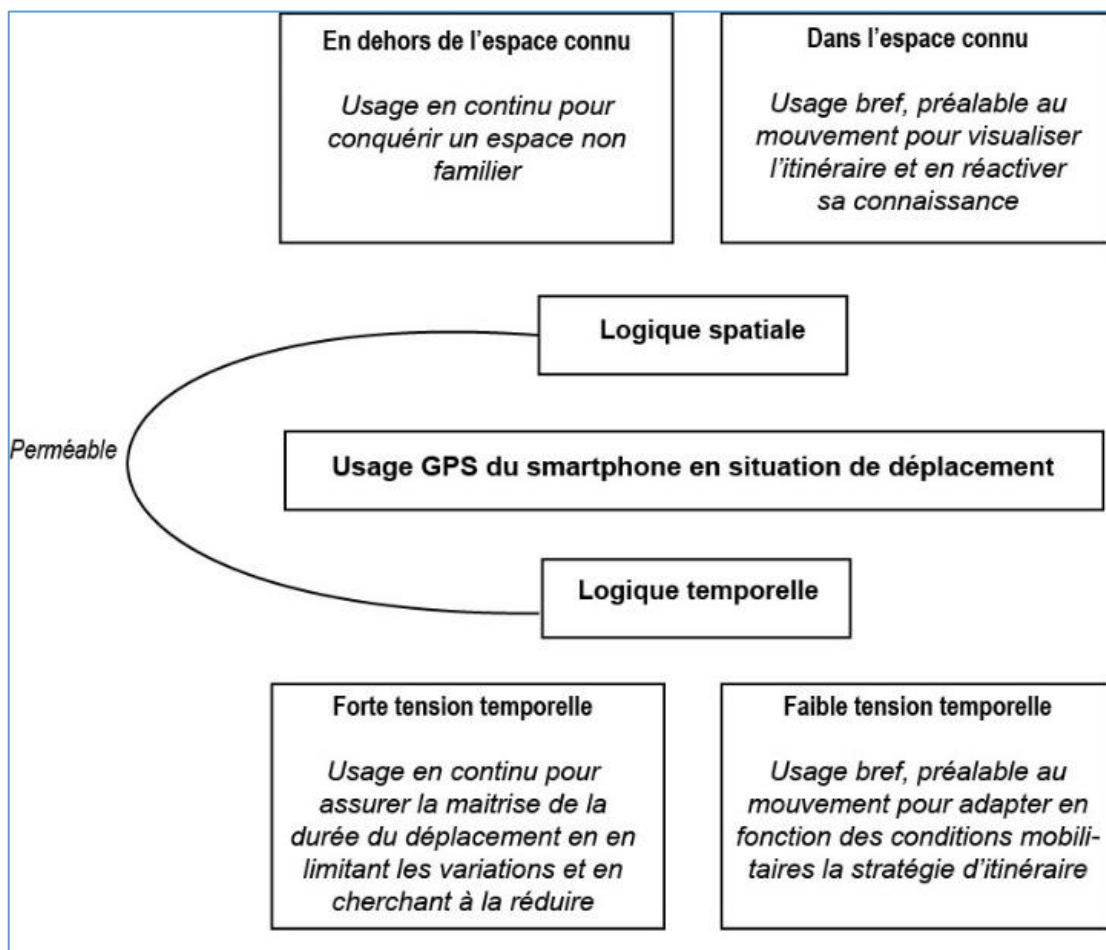 En dehors de l'espace connu
Usage en continu pour
conquérir un espace non
familier
Dans l'espace connu
Usage bref, préalable au
mouvement pour visualiser
l'itinéraire et en réactiver
sa connaissance
Logique spatiale
Perméable
Usage GPS du smartphone en situation de déplacement
Logique temporelle
Forte tension temporelle
Usage en continu pour
assurer la maitrise de la
durée du déplacement en en
limitant les variations et en
cherchant à la réduire
Faible tension temporelle
Usage bref, préalable au
mouvement pour adapter en
fonction des conditions mobili-
taires la stratégie d'itinéraire